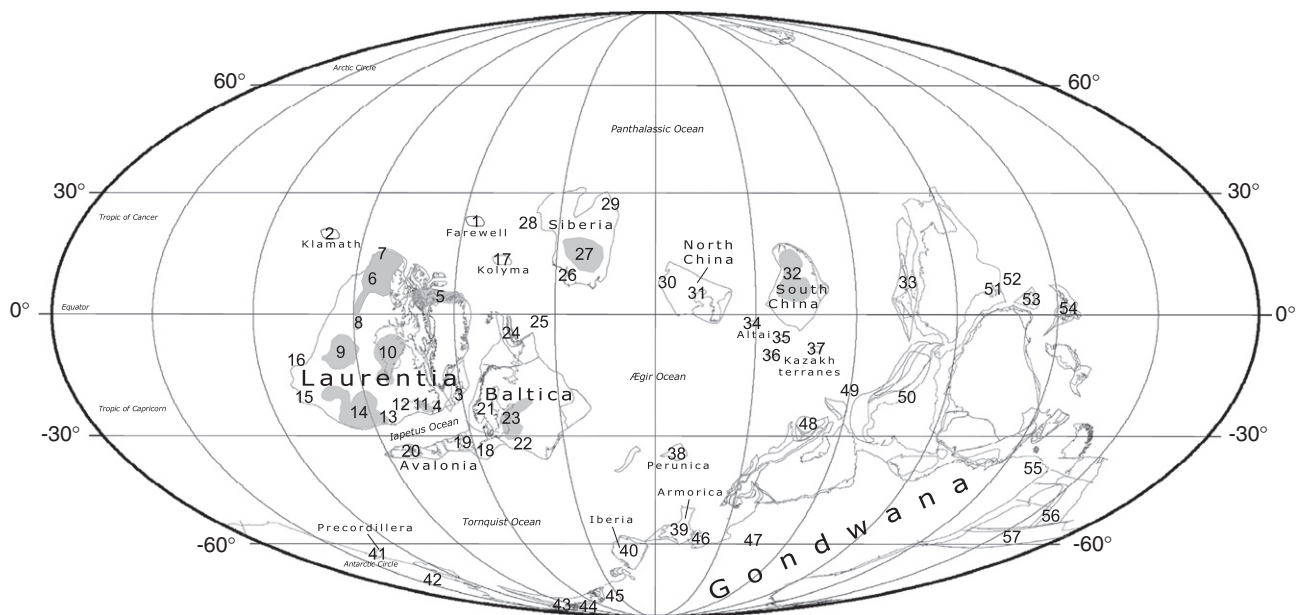 Arctic Circle
60°
60°
Panthalassic Ocean
30°
30°
Tropic of Cancer
29
28
1
Siberia
2
Farewell
Klamath
North
China
7
17
27
6
Kolyma
26
32
30
31
South
China
33
52
51
53
54
5
Equator
0°
0°
8
25
24
34
Altai
35
36
37
Kazakh
terranes
9
10
16
Laurentia
Ægir Ocean
15
3
Baltica
49
50
Tropic of Capricorn
14
12
11
4
13
21
23
48
Iapetus Ocean
-30°
-30°
20
19
18
22
Avalonia
38
Perunica
55
Armorica
Gondwana
Precordillera
Tornquist Ocean
Iberia
39
46
47
56
57
-60°
-60°
41
40
Antarctic Circle
42
43
44
45